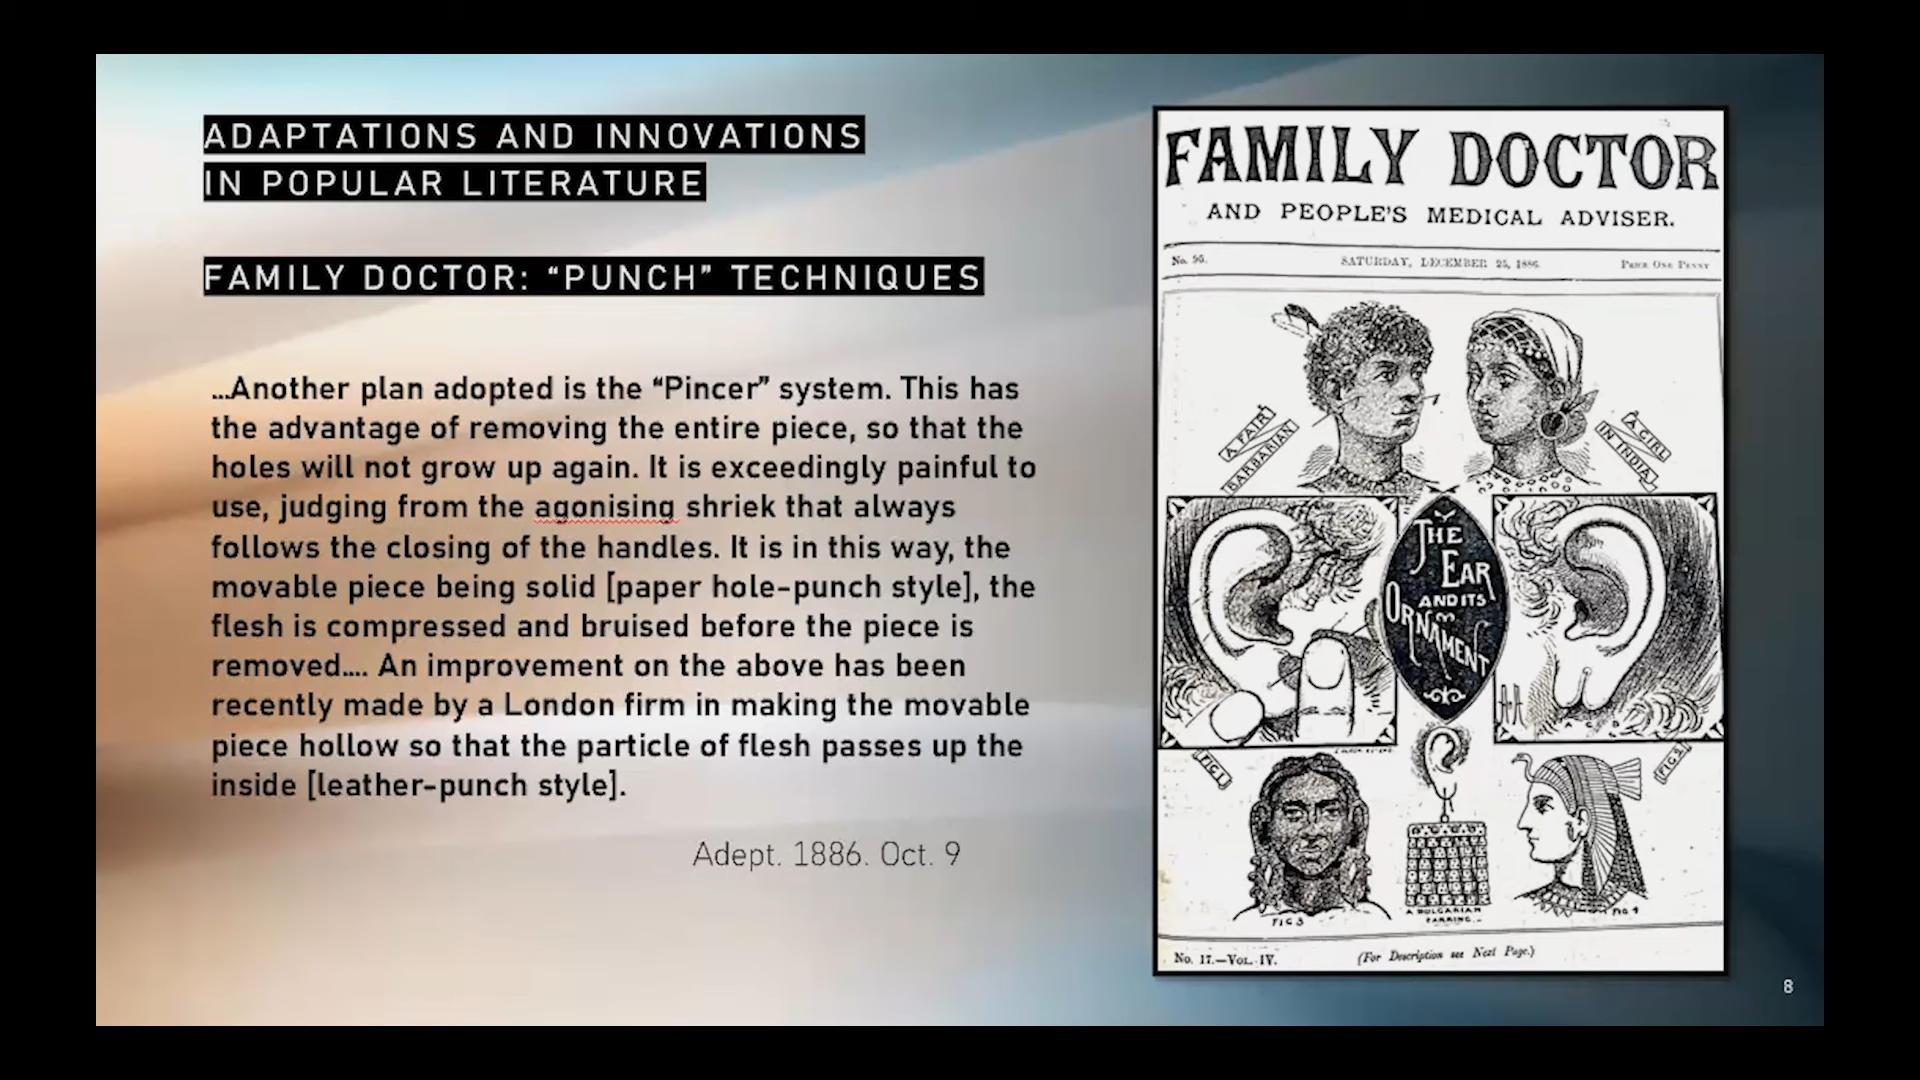 ADAPTATIONS AND INNOVATIONS
IN POPULAR LITERATURE
FAMILY DOCTOR: “PUNCH” TECHNIQUES
...Another plan adopted is the “Pincer” system. This has
the advantage of removing the entire piece, so that the
holes will not grow up again. It is exceedingly painful to
use, judging from the agonising shriek that always
follows the closing of the handles. It is in this way, the
movable piece being solid [paper hole-punch style], the
flesh is compressed and bruised before the piece is
removed.... An improvement on the above has been
recently made by a London firm in making the movable
piece hollow so that the particle of flesh passes up the
inside [leather-punch style].
Adept. 1886. Oct. 9
FAMILY DOCTOR
AND PEOPLE'S MEDICAL ADVISER.
No. 95. SATURDAY, DECEMBER 25, 1886. PRICE ONE PENNY
A FAIR
BARBARIAN
A GIRL
IN INDIA
THE
EAR
AND ITS
ORNAMENT
FIG 1
FIG 3
A BULGARIAN
EARRING.
FIG 4
No. 17.—VOL. IV. (For Description see Next Page.)
8